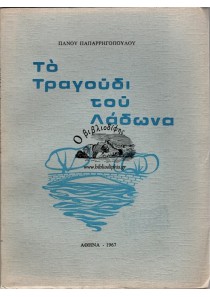 ΠΑΝΟΥ ΠΑΠΑΡΡΗΓΟΠΟΥΛΟΥ
Τὸ
Τραγούδι
τοῦ
Λάδωνα
Ο βιβλιοδίφης
ΑΘΗΝΑ - 1967